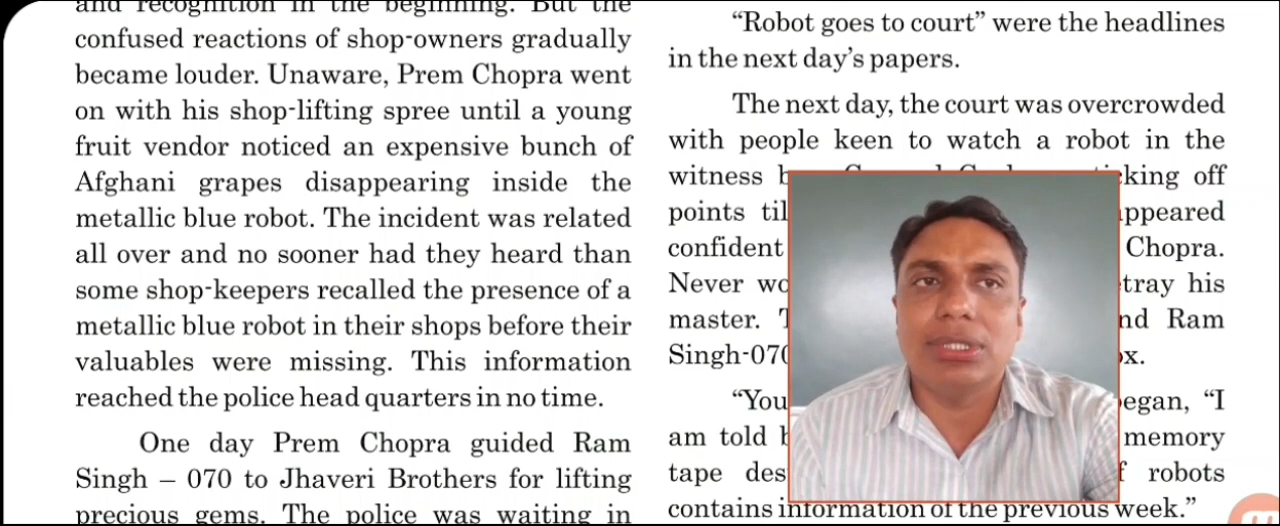 and recognition in the beginning. But the
confused reactions of shop-owners gradually
became louder. Unaware, Prem Chopra went
on with his shop-lifting spree until a young
fruit vendor noticed an expensive bunch of
Afghani grapes disappearing inside the
metallic blue robot. The incident was related
all over and no sooner had they heard than
some shop-keepers recalled the presence of a
metallic blue robot in their shops before their
valuables were missing. This information
reached the police head quarters in no time.
One day Prem Chopra guided Ram
Singh – 070 to Jhaveri Brothers for lifting
precious gems. The police was waiting in
“Robot goes to court” were the headlines
in the next day’s papers.
The next day, the court was overcrowded
with people keen to watch a robot in the
witness king off
points appeared
confident Chopra.
Never his
master. Ram
Singh-070
“You began, “I
am told memory
tape robots
contains information of the previous week.”